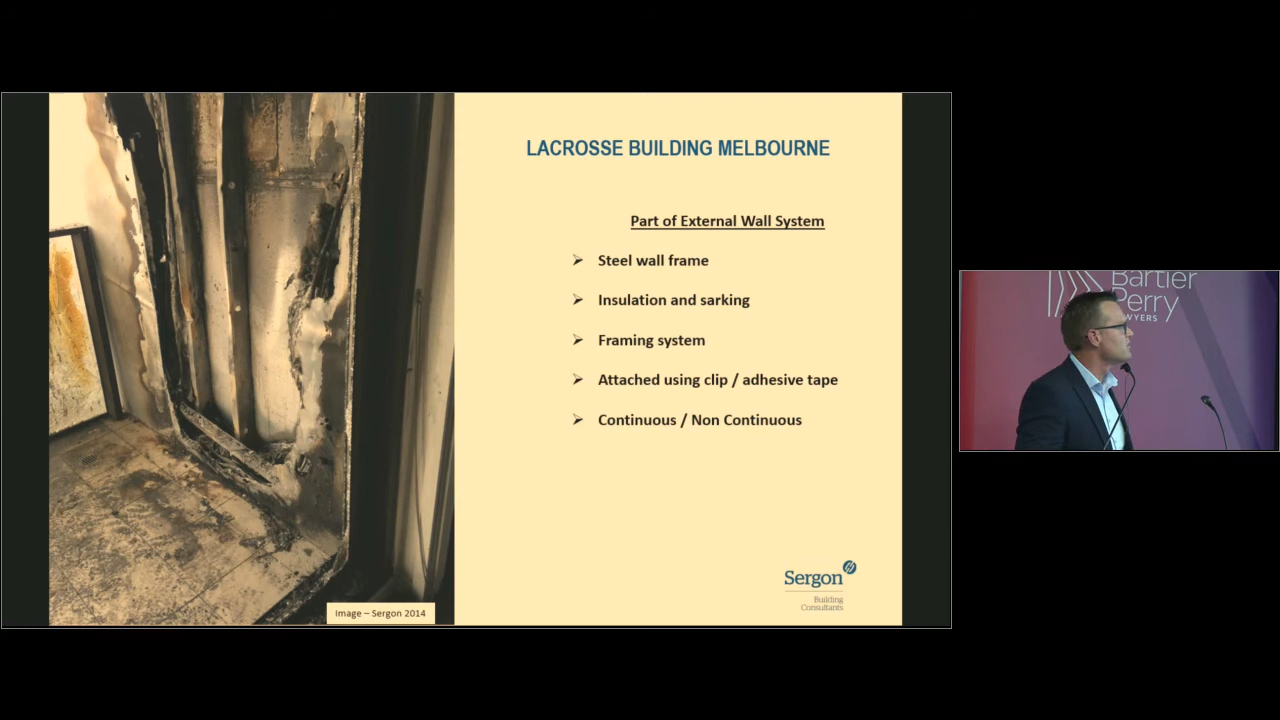 LACROSSE BUILDING MELBOURNE
Part of External Wall System
Steel wall frame
Insulation and sarking
Framing system
Attached using clip / adhesive tape
Continuous / Non Continuous
Sergon
Building
Consultants
Image – Sergon 2014
Bartier
Perry
WYERS